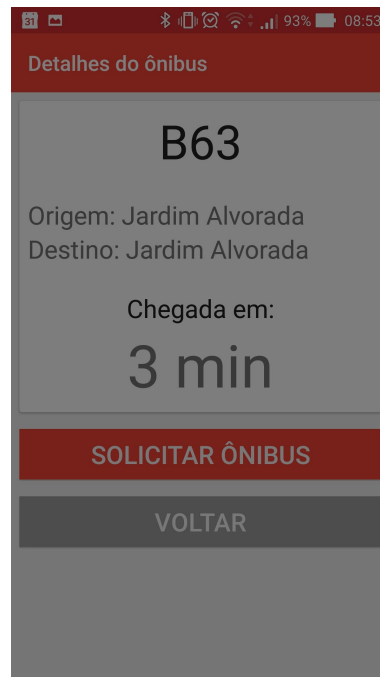 31 93% 08:53
Detalhes do ônibus
B63
Origem: Jardim Alvorada
Destino: Jardim Alvorada
Chegada em:
3 min
SOLICITAR ÔNIBUS
VOLTAR